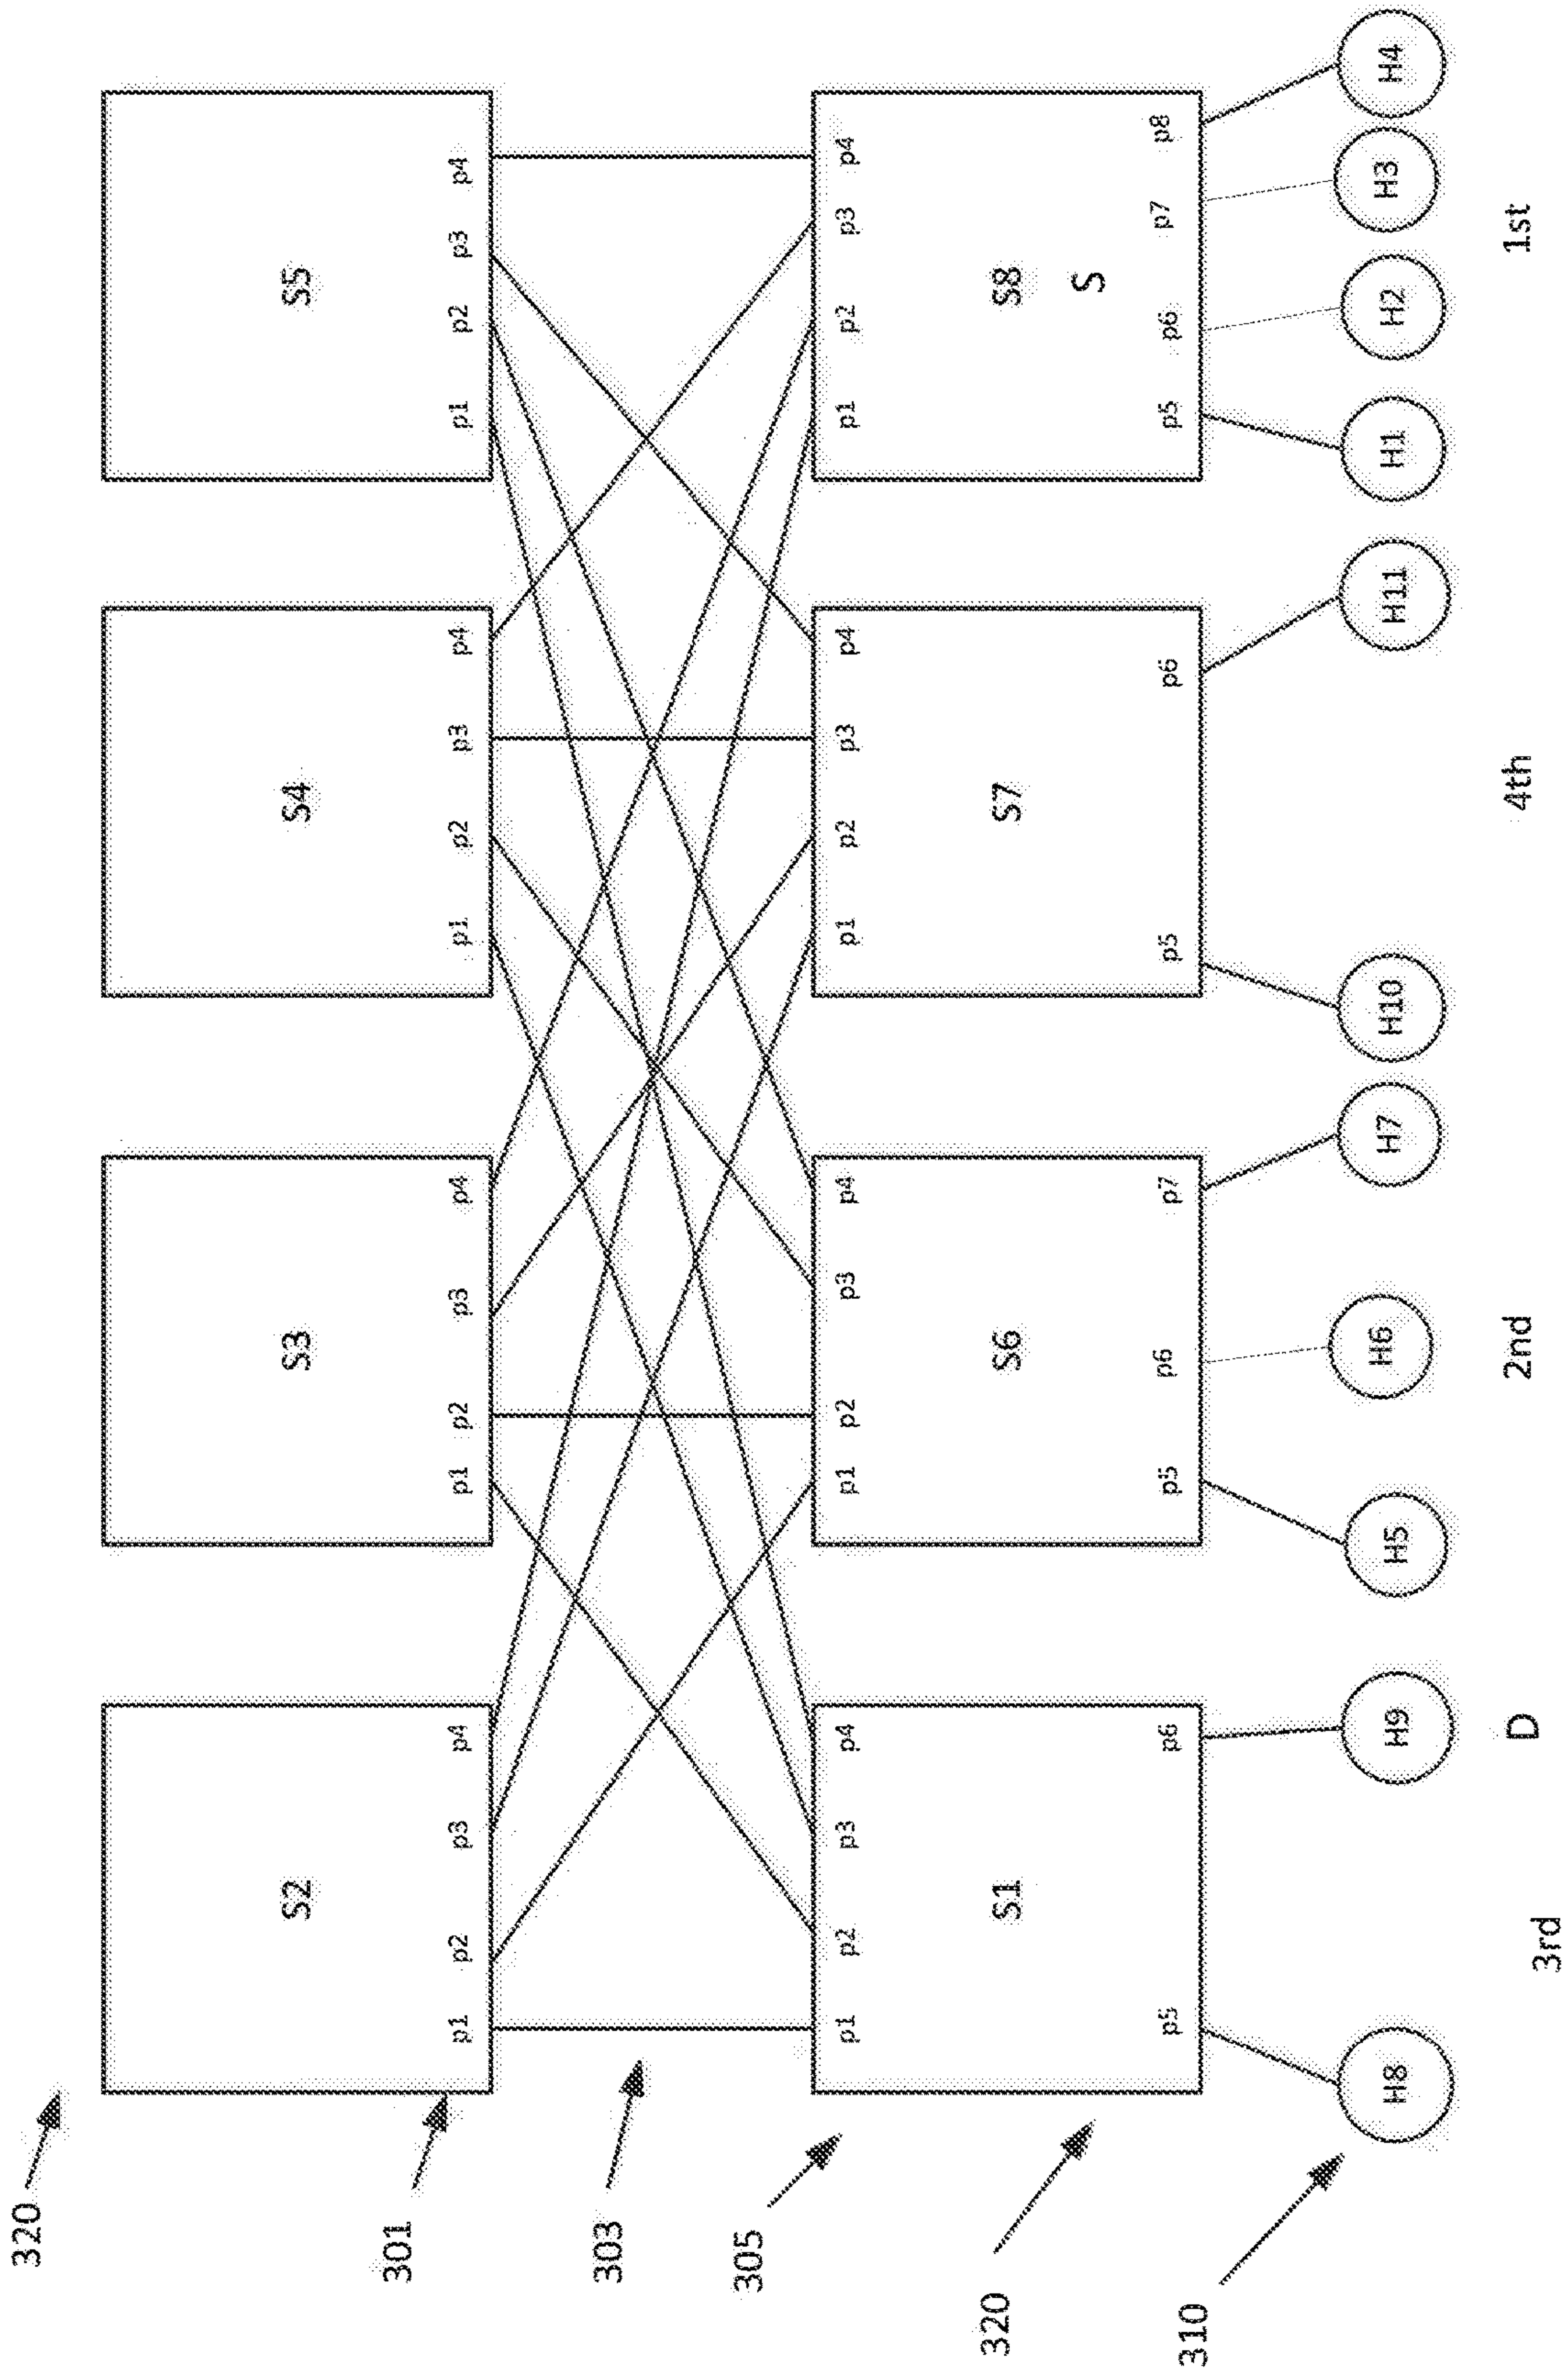 320
S2 S3 S4 S5
301
p1 p2 p3 p4 p1 p2 p3 p4 p1 p2 p3 p4 p1 p2 p3 p4
303
305
p1 p2 p3 p4 p1 p2 p3 p4 p1 p2 p3 p4 p1 p2 p3 p4
320
S1 S6 S7 S8
S
p5 p6 p5 p6 p7 p5 p6 p5 p6 p7 p8
310
H8 H9 H5 H6 H7 H10 H11 H1 H2 H3 H4
3rd D 2nd 4th 1st